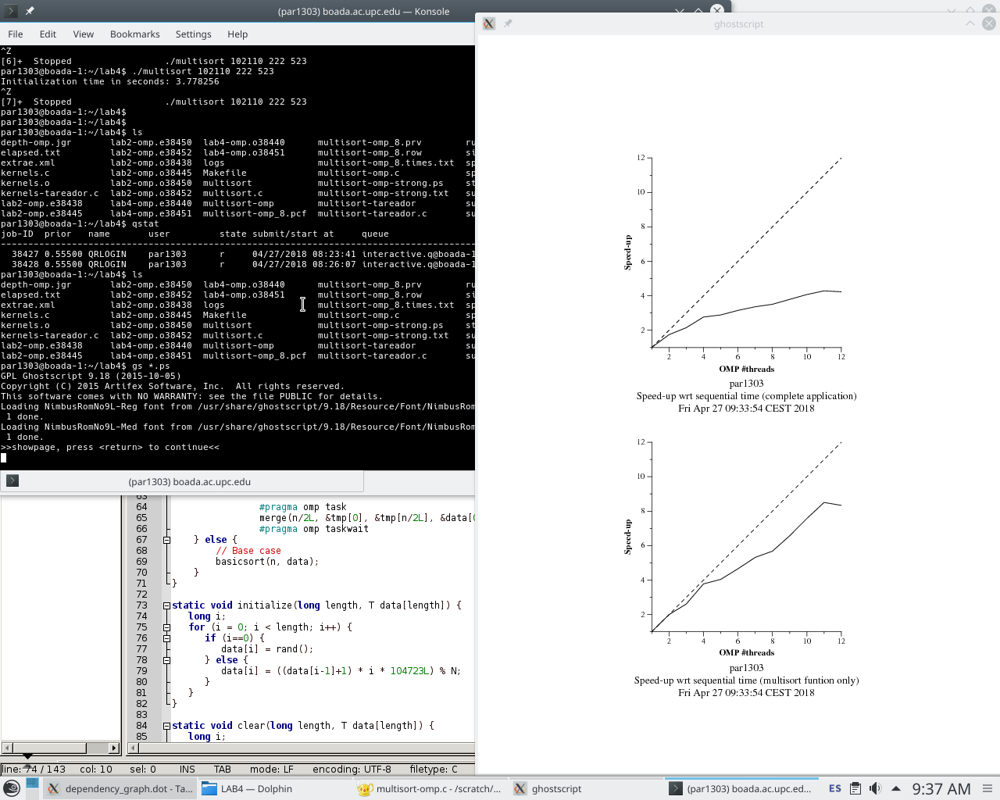 (par1303) boada.ac.upc.edu — Konsole
File Edit View Bookmarks Settings Help
^Z
[6]+  Stopped                 ./multisort 102110 222 523
par1303@boada-1:~/lab4$ ./multisort 102110 222 523
Initialization time in seconds: 3.778256
^Z
[7]+  Stopped                 ./multisort 102110 222 523
par1303@boada-1:~/lab4$
par1303@boada-1:~/lab4$
par1303@boada-1:~/lab4$ ls
depth-omp.jgr       lab2-omp.e38450  lab4-omp.o38440      multisort-omp_8.prv        ru
elapsed.txt         lab2-omp.e38452  lab4-omp.o38451      multisort-omp_8.row        si
extrae.xml          lab2-omp.o38438  logs                 multisort-omp_8.times.txt  sp
kernels.c           lab2-omp.o38445  Makefile             multisort-omp.c            sp
kernels.o           lab2-omp.o38450  multisort            multisort-omp-strong.ps    st
kernels-tareador.c  lab2-omp.o38452  multisort.c          multisort-omp-strong.txt   su
lab2-omp.e38438     lab4-omp.e38440  multisort-omp        multisort-tareador         su
lab2-omp.e38445     lab4-omp.e38451  multisort-omp_8.pcf  multisort-tareador.c       su
par1303@boada-1:~/lab4$ qstat
job-ID  prior   name       user         state submit/start at     queue
38427 0.55500 QRLOGIN    par1303      r     04/27/2018 08:23:41 interactive.q@boada-1
38428 0.55500 QRLOGIN    par1303      r     04/27/2018 08:26:07 interactive.q@boada-1
par1303@boada-1:~/lab4$ ls
depth-omp.jgr       lab2-omp.e38450  lab4-omp.o38440      multisort-omp_8.prv        ru
elapsed.txt         lab2-omp.e38452  lab4-omp.o38451      multisort-omp_8.row        si
extrae.xml          lab2-omp.o38438  logs                 multisort-omp_8.times.txt  sp
kernels.c           lab2-omp.o38445  Makefile             multisort-omp.c            sp
kernels.o           lab2-omp.o38450  multisort            multisort-omp-strong.ps    st
kernels-tareador.c  lab2-omp.o38452  multisort.c          multisort-omp-strong.txt   su
lab2-omp.e38438     lab4-omp.e38440  multisort-omp        multisort-tareador         su
lab2-omp.e38445     lab4-omp.e38451  multisort-omp_8.pcf  multisort-tareador.c       su
par1303@boada-1:~/lab4$ gs *.ps
GPL Ghostscript 9.18 (2015-10-05)
Copyright (C) 2015 Artifex Software, Inc.  All rights reserved.
This software comes with NO WARRANTY: see the file PUBLIC for details.
Loading NimbusRomNo9L-Reg font from /usr/share/ghostscript/9.18/Resource/Font/NimbusRom
1 done.
Loading NimbusRomNo9L-Med font from /usr/share/ghostscript/9.18/Resource/Font/NimbusRom
1 done.
>>showpage, press <return> to continue<<
(par1303) boada.ac.upc.edu
63
64 #pragma omp task
65 merge(n/2L, &tmp[0], &tmp[n/2L], &data[0
66 #pragma omp taskwait
67 } else {
68 // Base case
69 basicsort(n, data);
70 }
71 }
72
73 static void initialize(long length, T data[length]) {
74 long i;
75 for (i = 0; i < length; i++) {
76 if (i==0) {
77 data[i] = rand();
78 } else {
79 data[i] = ((data[i-1]+1) * i * 104723L) % N;
80 }
81 }
82 }
83
84 static void clear(long length, T data[length]) {
85 long i;
line: 74 / 143 col: 10 sel: 0 INS TAB mode: LF encoding: UTF-8 filetype: C
ghostscript
12
10
8
6
4
2
Speed-up
2 4 6 8 10 12
OMP #threads
par1303
Speed-up wrt sequential time (complete application)
Fri Apr 27 09:33:54 CEST 2018
12
10
8
6
4
2
Speed-up
2 4 6 8 10 12
OMP #threads
par1303
Speed-up wrt sequential time (multisort funtion only)
Fri Apr 27 09:33:54 CEST 2018
dependency_graph.dot - Ta...
LAB4 — Dolphin
multisort-omp.c - /scratch/...
ghostscript
(par1303) boada.ac.upc.ed...
ES
9:37 AM